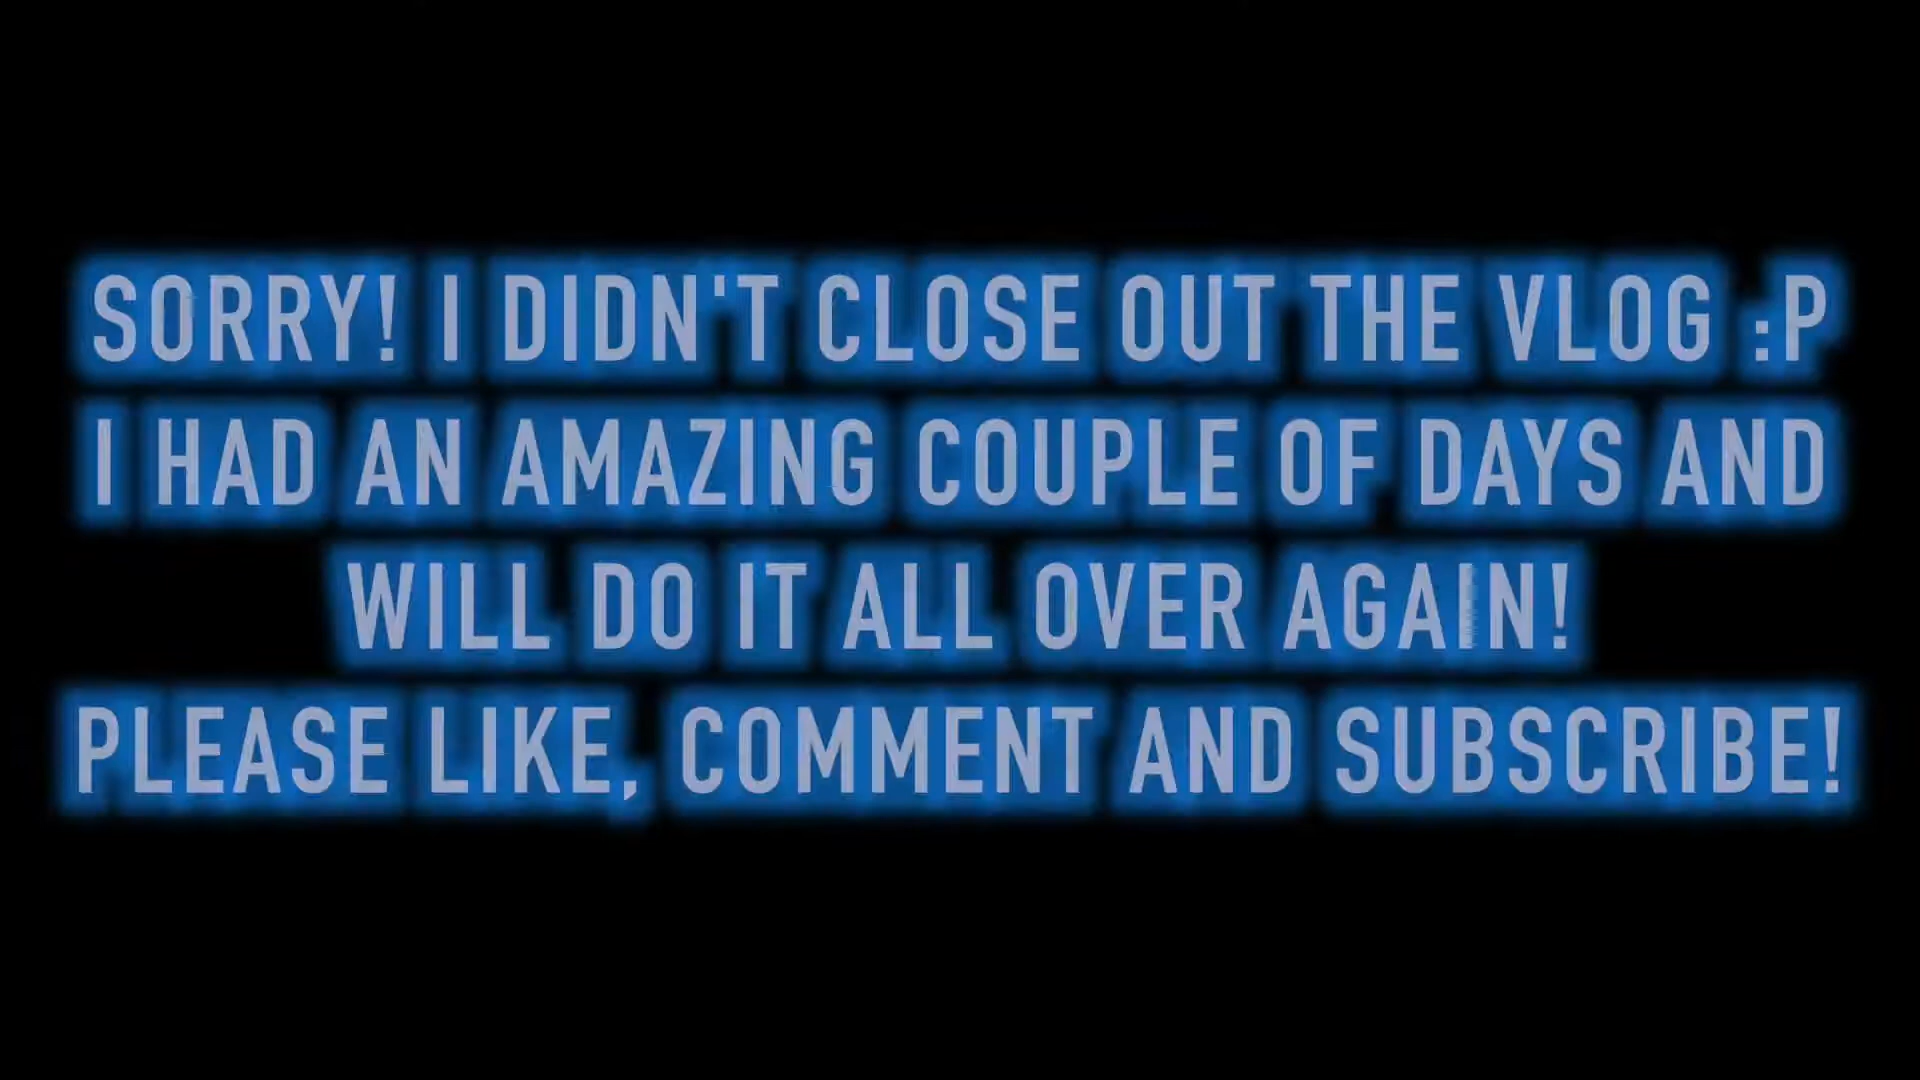 SORRY! I DIDN'T CLOSE OUT THE VLOG :P
I HAD AN AMAZING COUPLE OF DAYS AND
WILL DO IT ALL OVER AGAIN!
PLEASE LIKE, COMMENT AND SUBSCRIBE!